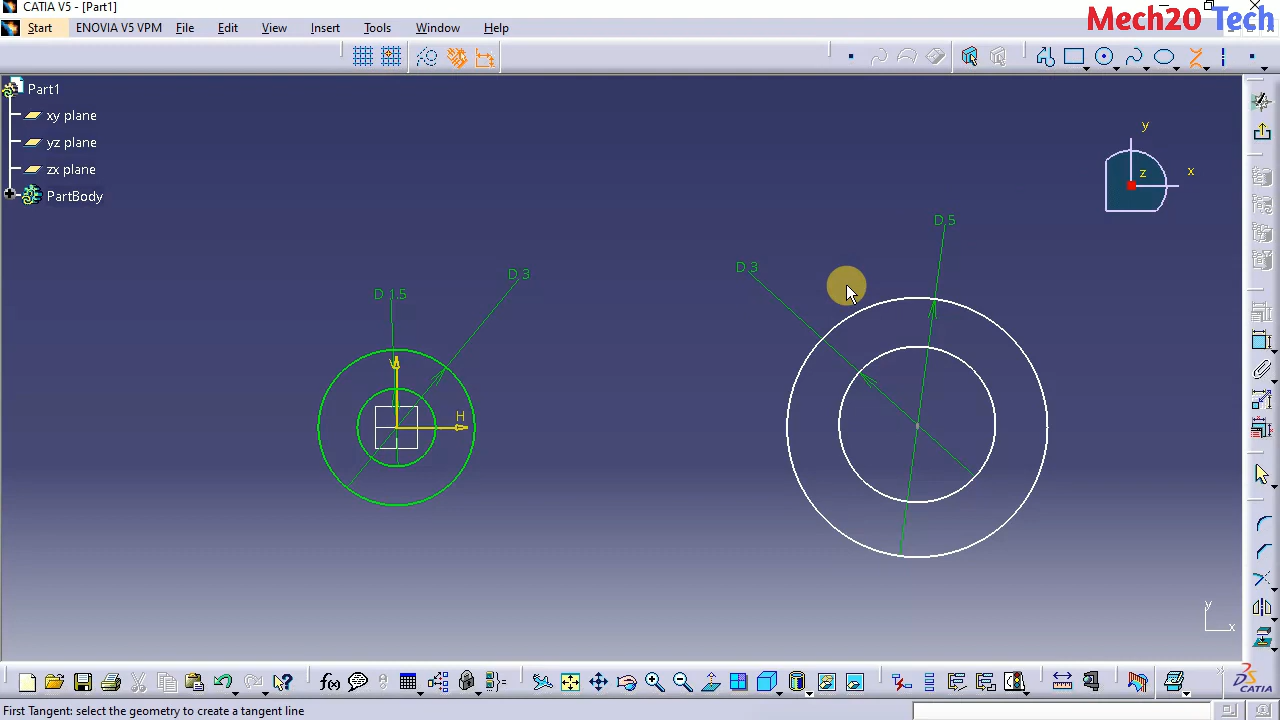 CATIA V5 - [Part1]
Mech20 Tech
Start ENOVIA V5 VPM File Edit View Insert Tools Window Help
Part1
xy plane
yz plane
zx plane
PartBody
y
z
x
D 5
D 3
D 3
D 1.5
V
H
y
x
f(x)
CATIA
First Tangent: select the geometry to create a tangent line